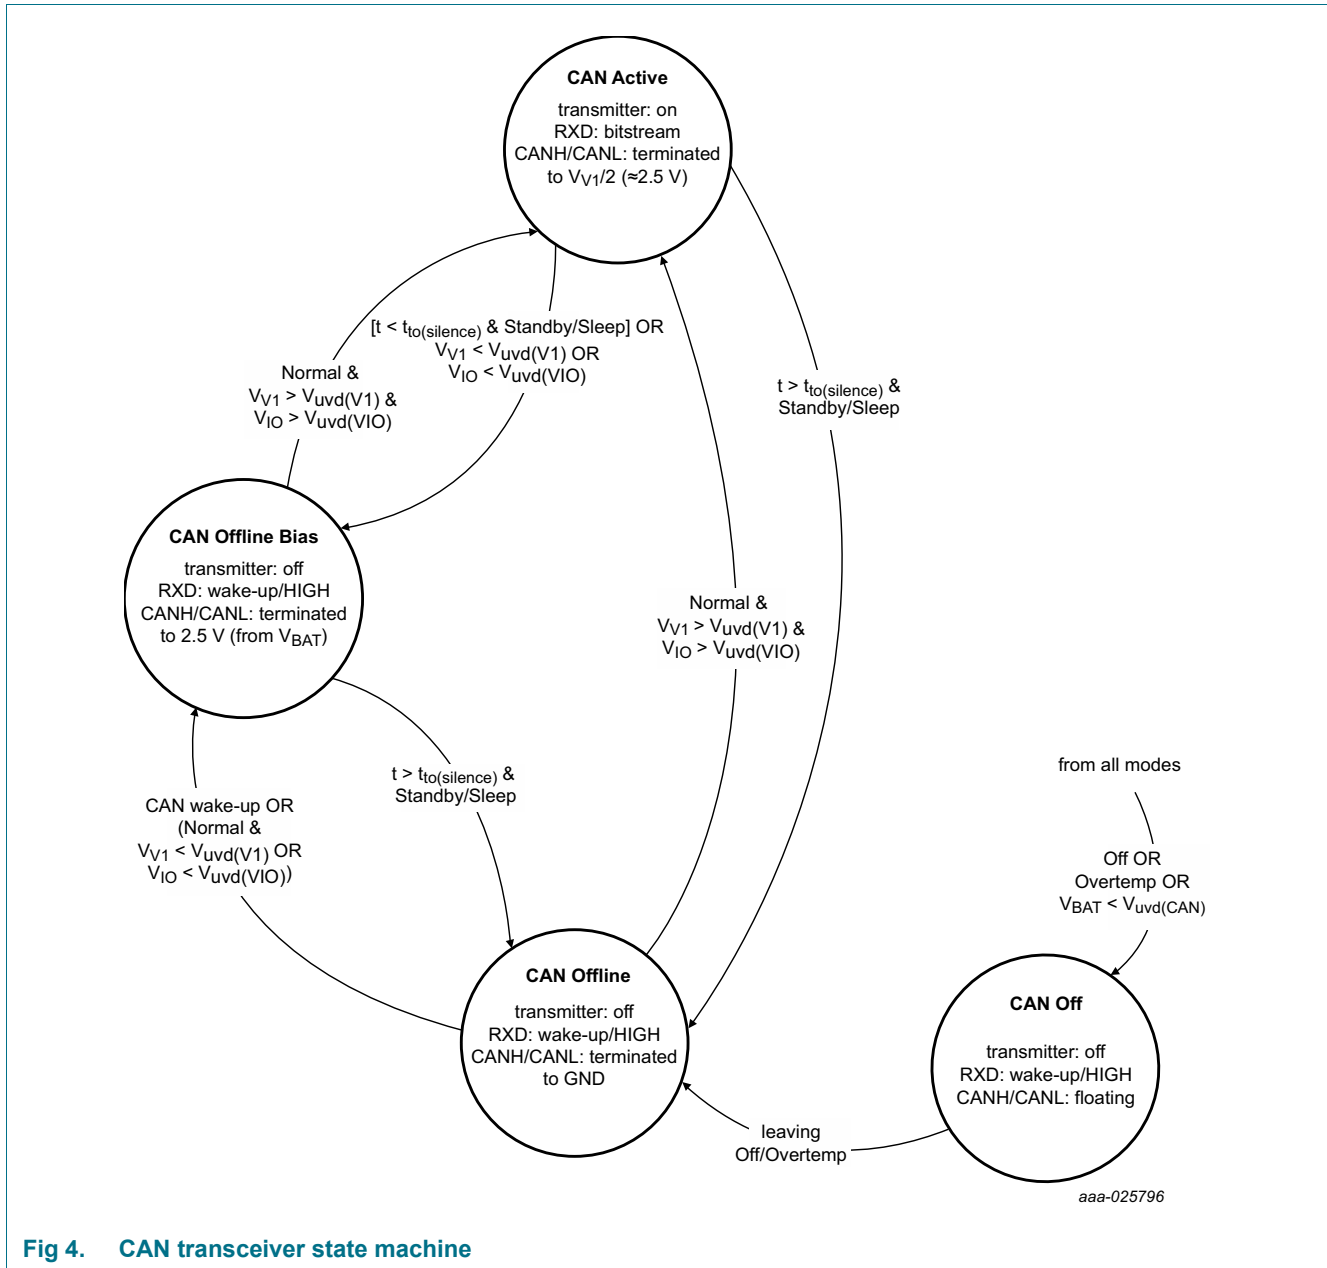 CAN Active
transmitter: on
RXD: bitstream
CANH/CANL: terminated
to VV1/2 (≈2.5 V)
[t < tto(silence) & Standby/Sleep] OR
VV1 < Vuvd(V1) OR
VIO < Vuvd(VIO)
Normal &
VV1 > Vuvd(V1) &
VIO > Vuvd(VIO)
t > tto(silence) &
Standby/Sleep
CAN Offline Bias
transmitter: off
RXD: wake-up/HIGH
CANH/CANL: terminated
to 2.5 V (from VBAT)
Normal &
VV1 > Vuvd(V1) &
VIO > Vuvd(VIO)
t > tto(silence) &
Standby/Sleep
CAN wake-up OR
(Normal &
VV1 < Vuvd(V1) OR
VIO < Vuvd(VIO))
from all modes
Off OR
Overtemp OR
VBAT < Vuvd(CAN)
CAN Offline
transmitter: off
RXD: wake-up/HIGH
CANH/CANL: terminated
to GND
CAN Off
transmitter: off
RXD: wake-up/HIGH
CANH/CANL: floating
leaving
Off/Overtemp
aaa-025796
Fig 4. CAN transceiver state machine